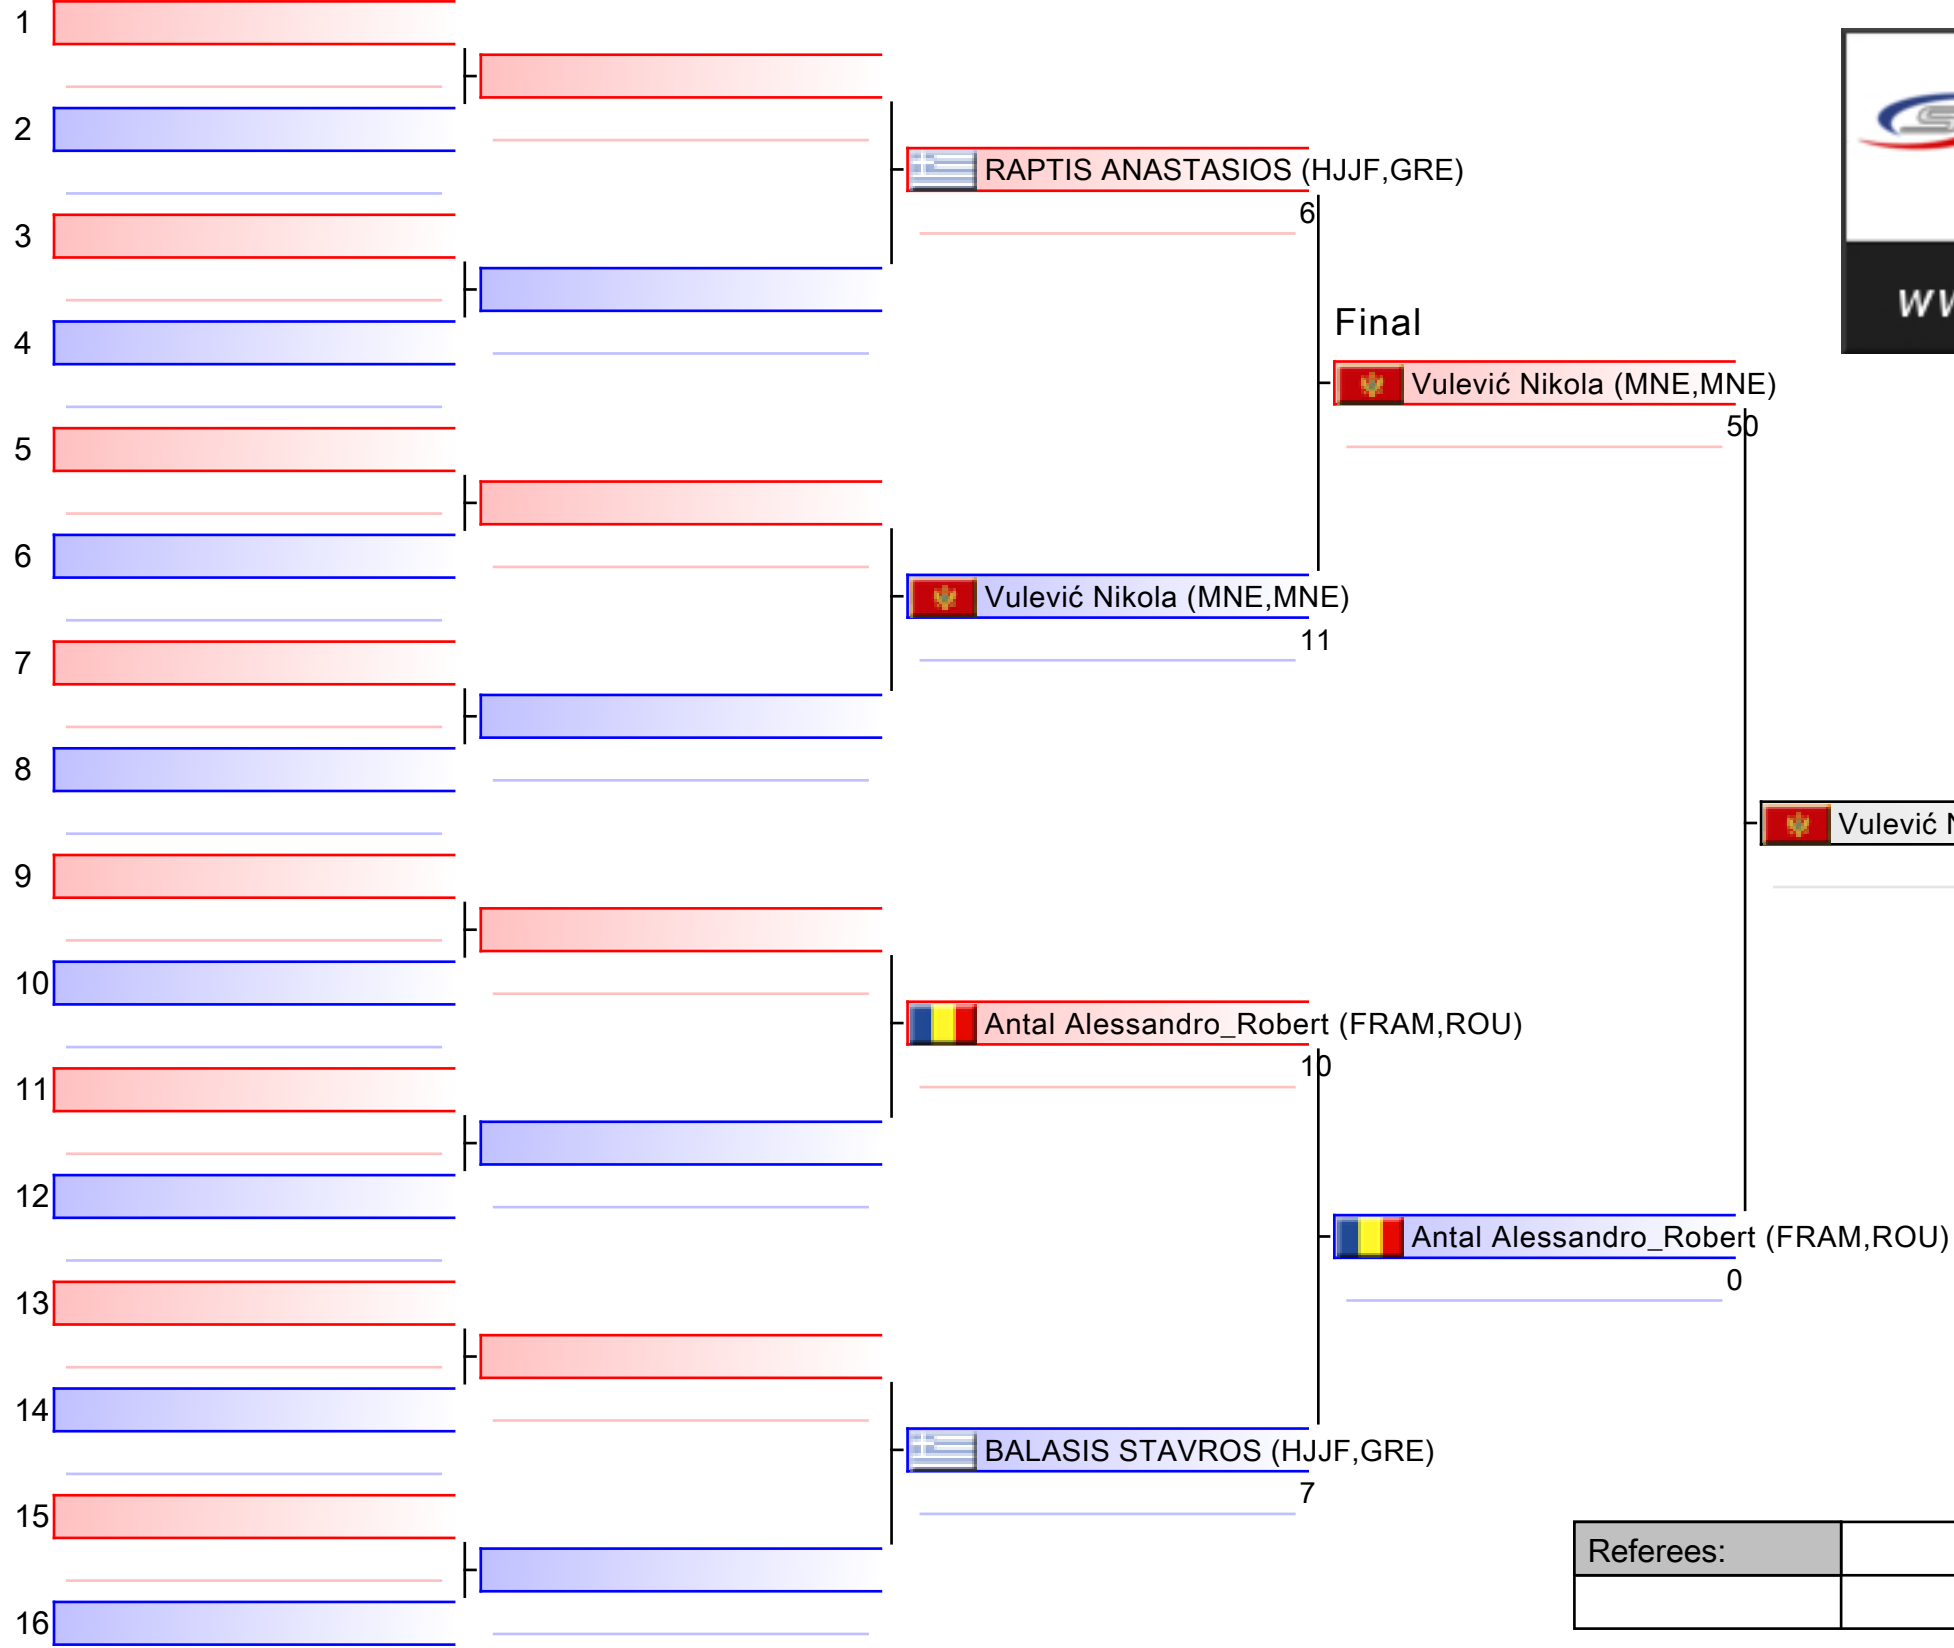 1
2
RAPTIS ANASTASIOS (HJJF,GRE)
6
3
Final
4
Vulević Nikola (MNE,MNE)
50
5
6
Vulević Nikola (MNE,MNE)
11
7
8
Vulević
9
10
Antal Alessandro_Robert (FRAM,ROU)
10
11
12
Antal Alessandro_Robert (FRAM,ROU)
0
13
14
BALASIS STAVROS (HJJF,GRE)
7
15
Referees:
16